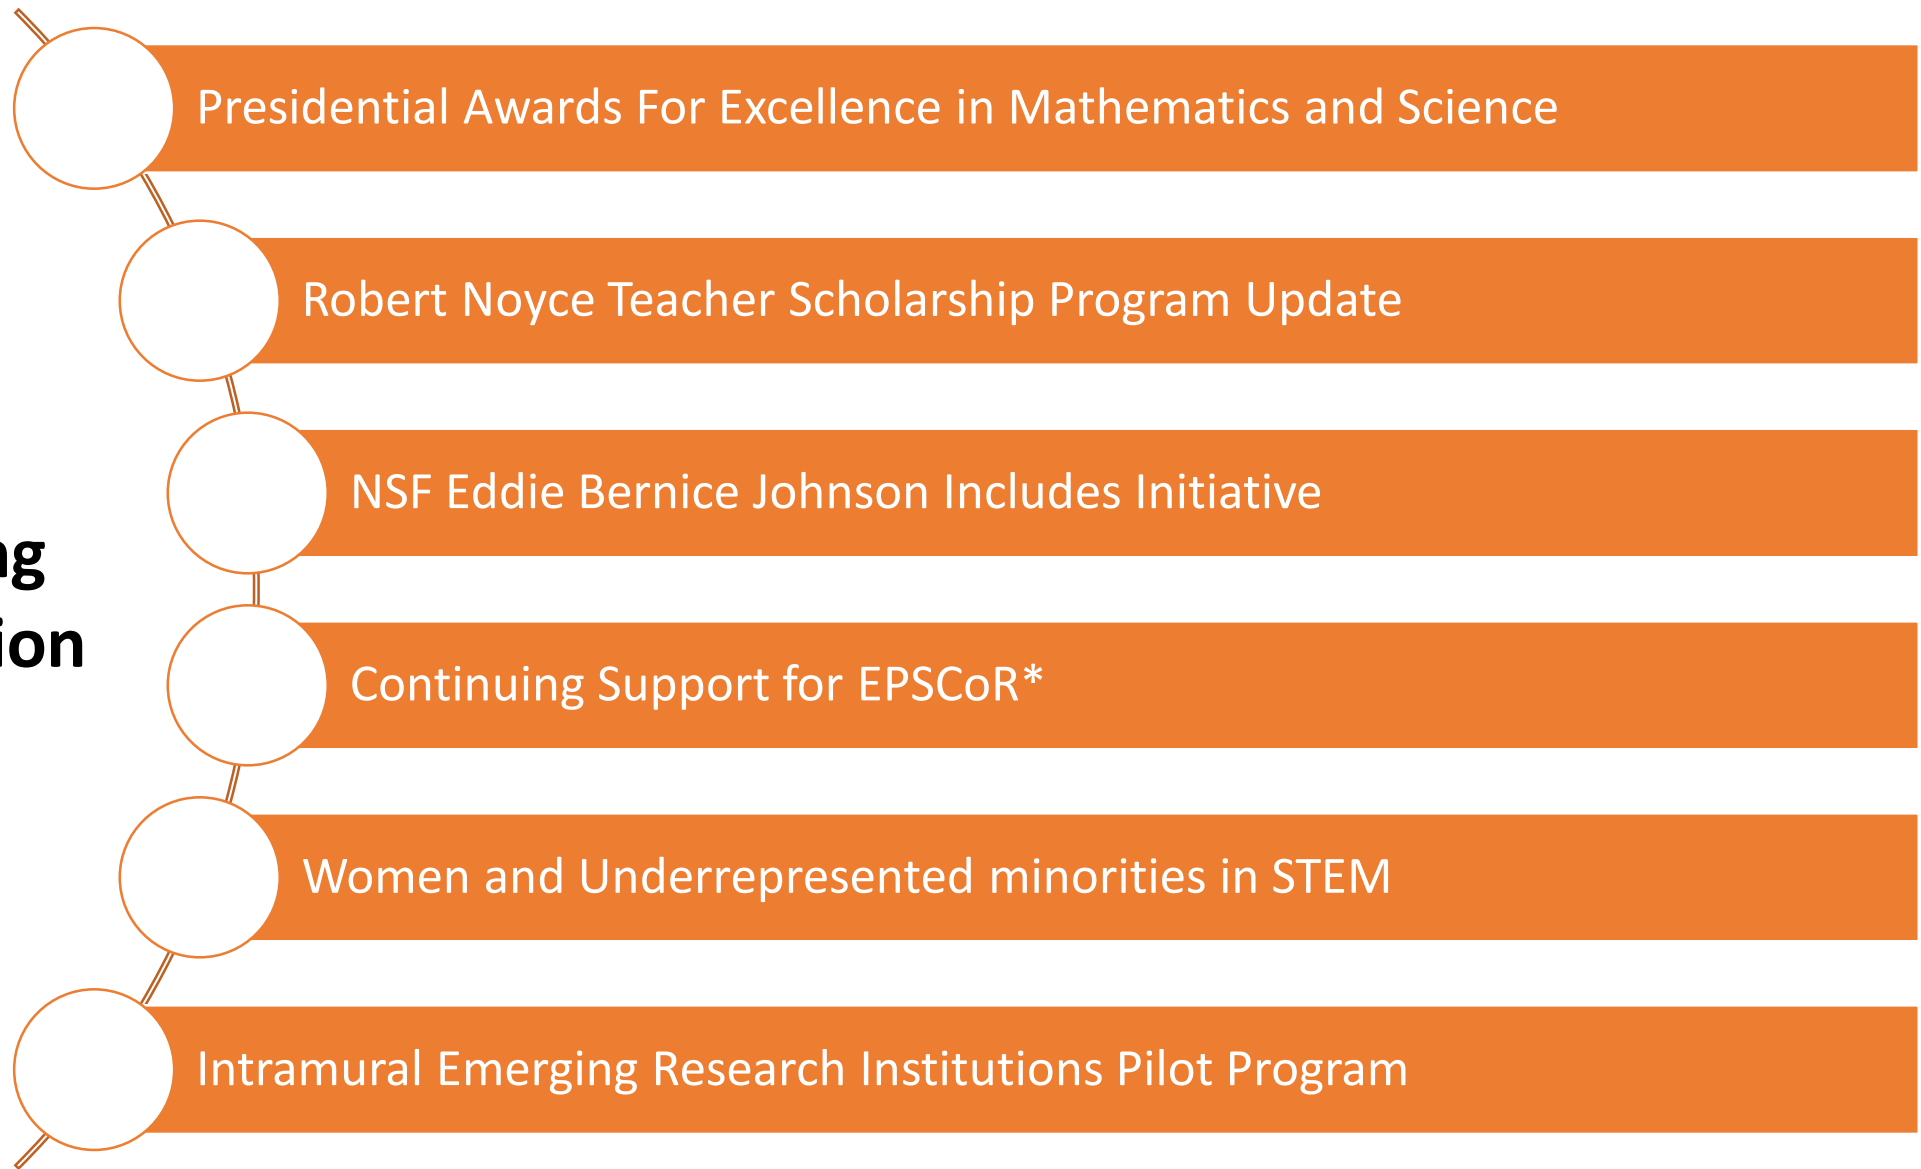 Presidential Awards For Excellence in Mathematics and Science
Robert Noyce Teacher Scholarship Program Update
NSF Eddie Bernice Johnson Includes Initiative
Continuing Support for EPSCoR*
Women and Underrepresented minorities in STEM
Intramural Emerging Research Institutions Pilot Program